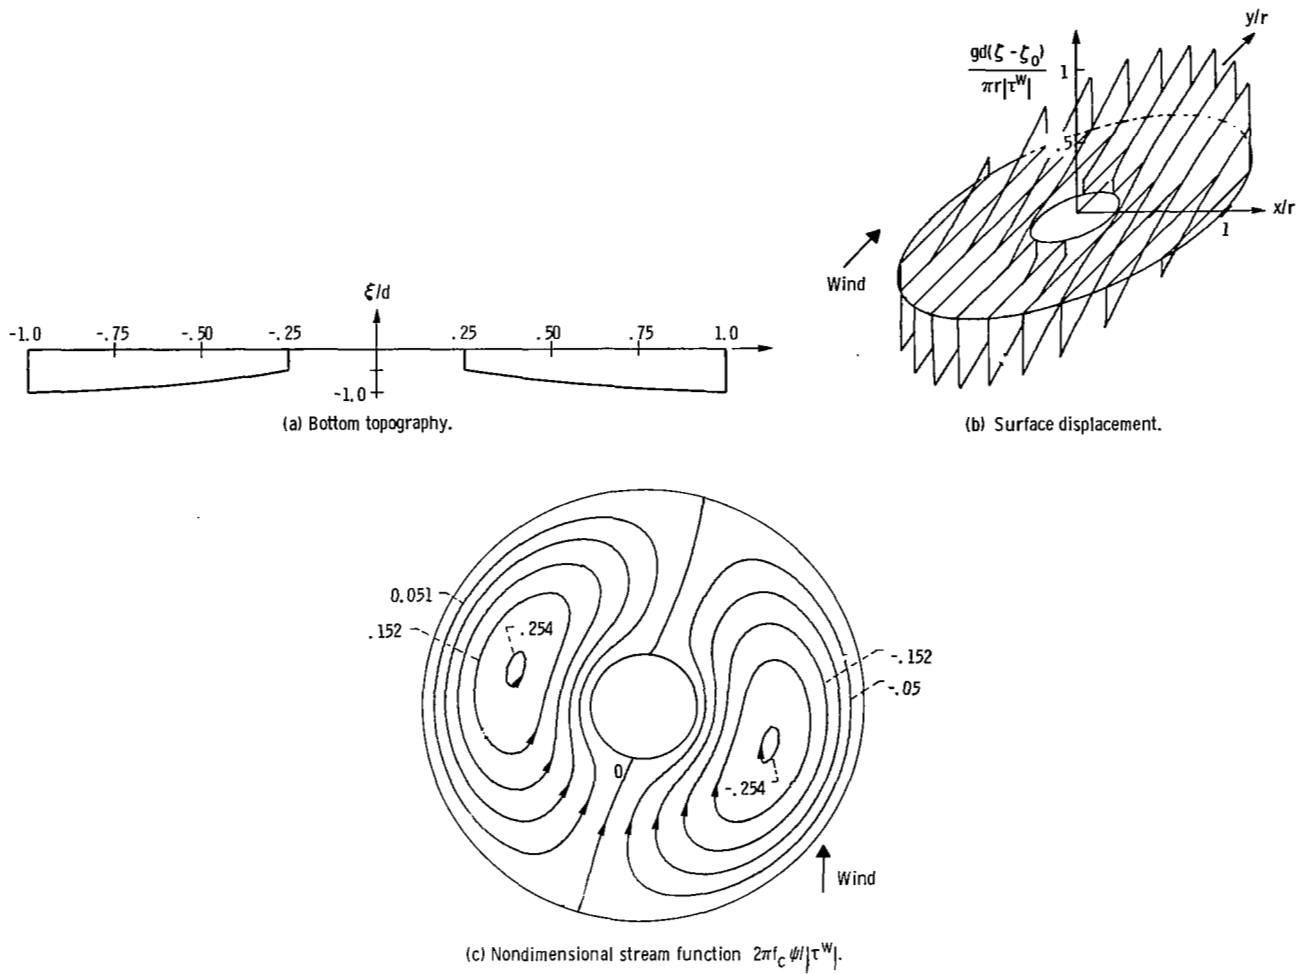 ξ/d
-1.0 -.75 -.50 -.25 .25 .50 .75 1.0
-1.0
(a) Bottom topography.
y/r
gd(ζ - ζ₀)
πr|τᵂ|
1
.5
x/r
1
Wind
(b) Surface displacement.
0.051
.152
.254
-.152
-.05
0
-.254
Wind
(c) Nondimensional stream function 2πf_cψ/|τᵂ|.